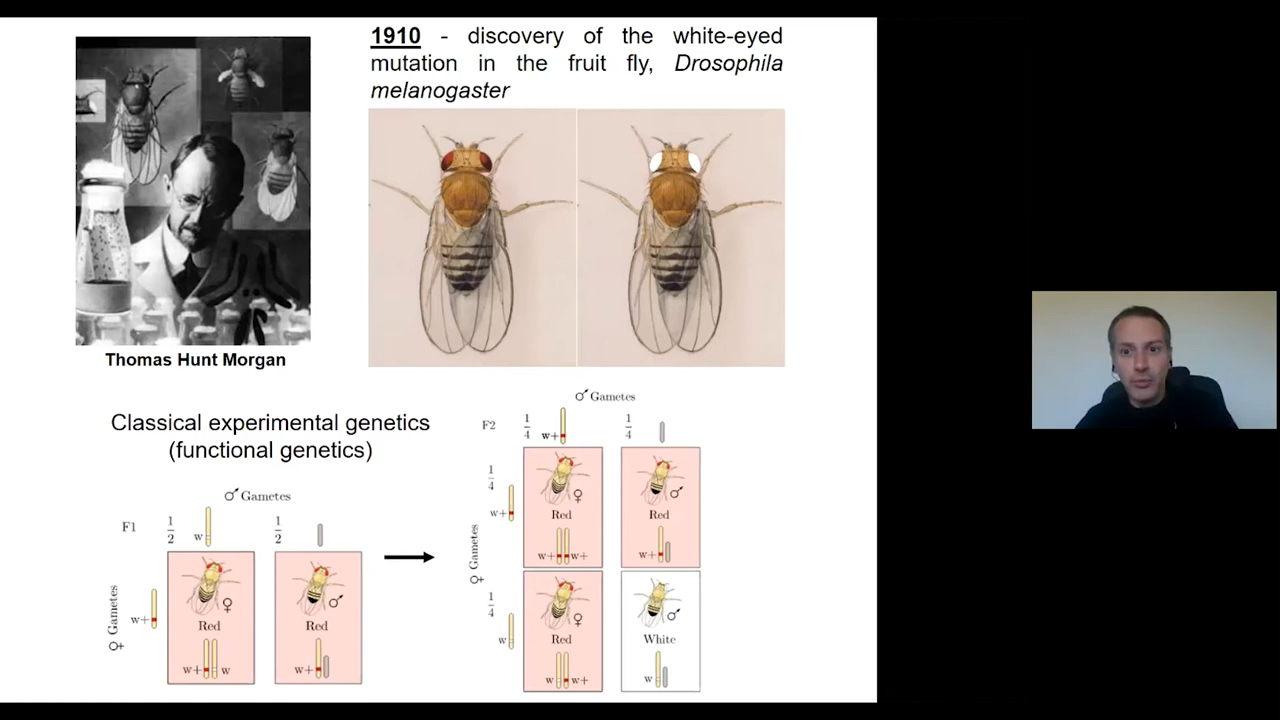 1910 - discovery of the white-eyed
mutation in the fruit fly, Drosophila
melanogaster
Thomas Hunt Morgan
Classical experimental genetics
(functional genetics)
♂ Gametes
F1
1/2
w
1/2
♀ Gametes
w+
♀
Red
w+ w
♂
Red
w+
♂ Gametes
F2
1/4
w+
1/4
♀ Gametes
1/4
w+
♀
Red
w+ w+
♂
Red
w+
1/4
w
♀
Red
w w+
♂
White
w